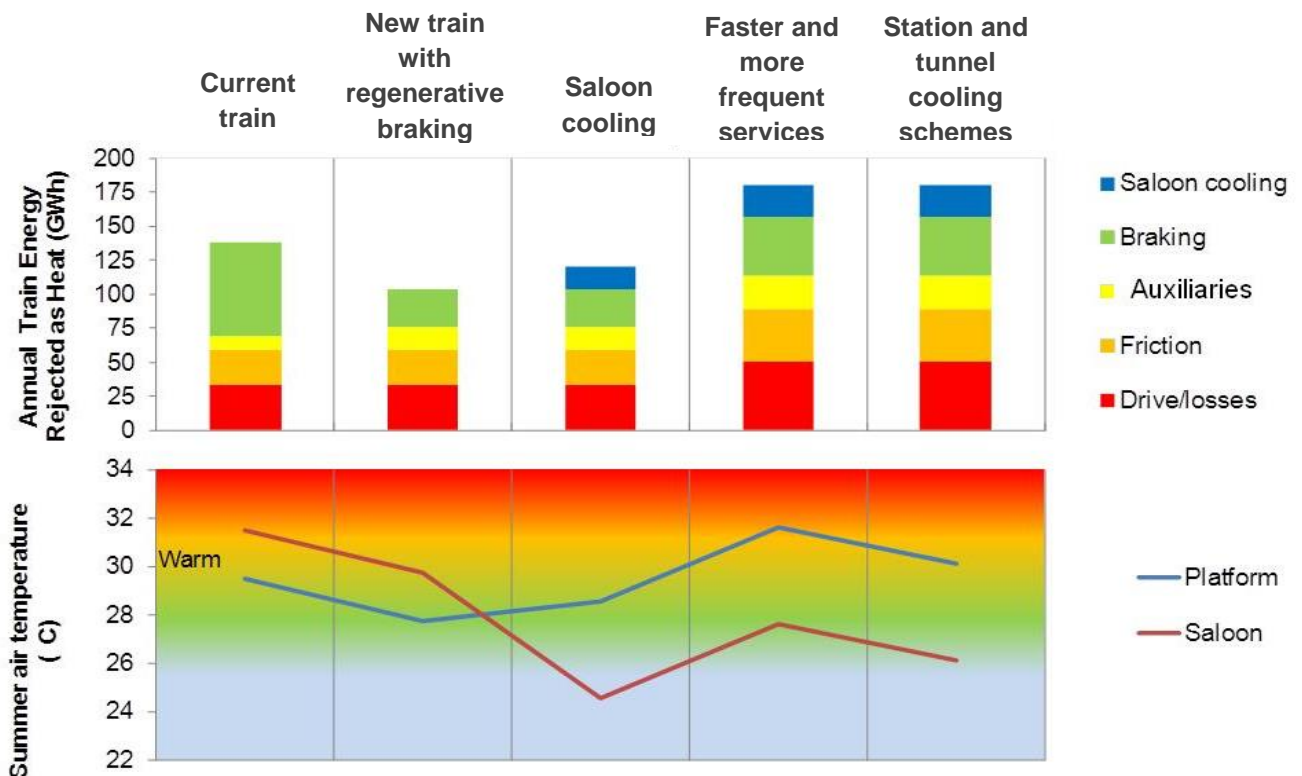 Current
train
New train
with
regenerative
braking
Saloon
cooling
Faster and
more
frequent
services
Station and
tunnel
cooling
schemes
Annual Train Energy
Rejected as Heat (GWh)
200
175
150
125
100
75
50
25
0
Saloon cooling
Braking
Auxiliaries
Friction
Drive/losses
Summer air temperature
( C)
34
32
30
28
26
24
22
Warm
Platform
Saloon